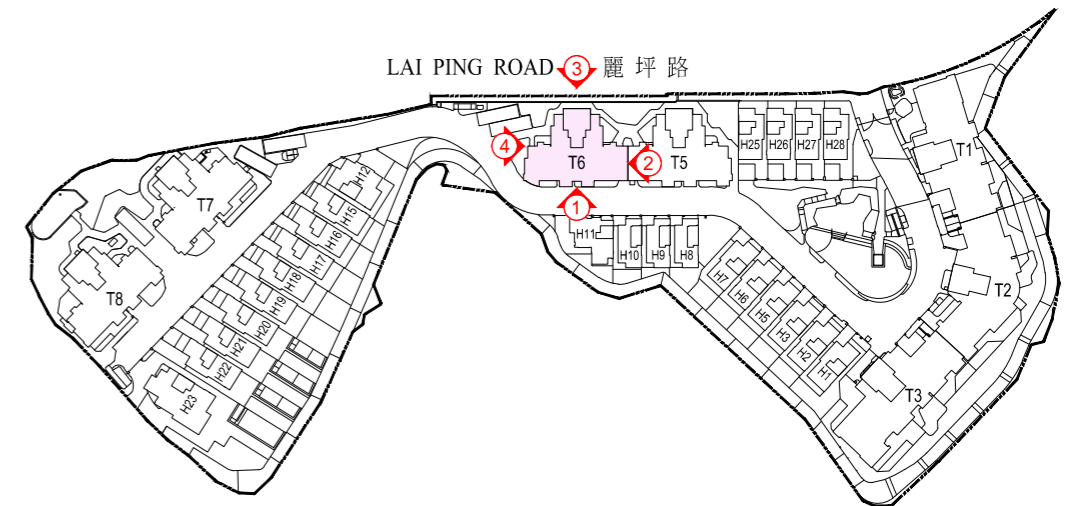 LAI PING ROAD 3 麗坪路
4
T6
2
T5
1
H25
H26
H27
H28
T1
T2
T3
T7
T8
H12
H15
H16
H17
H18
H19
H20
H21
H22
H23
H11
H10
H9
H8
H7
H6
H5
H3
H2
H1